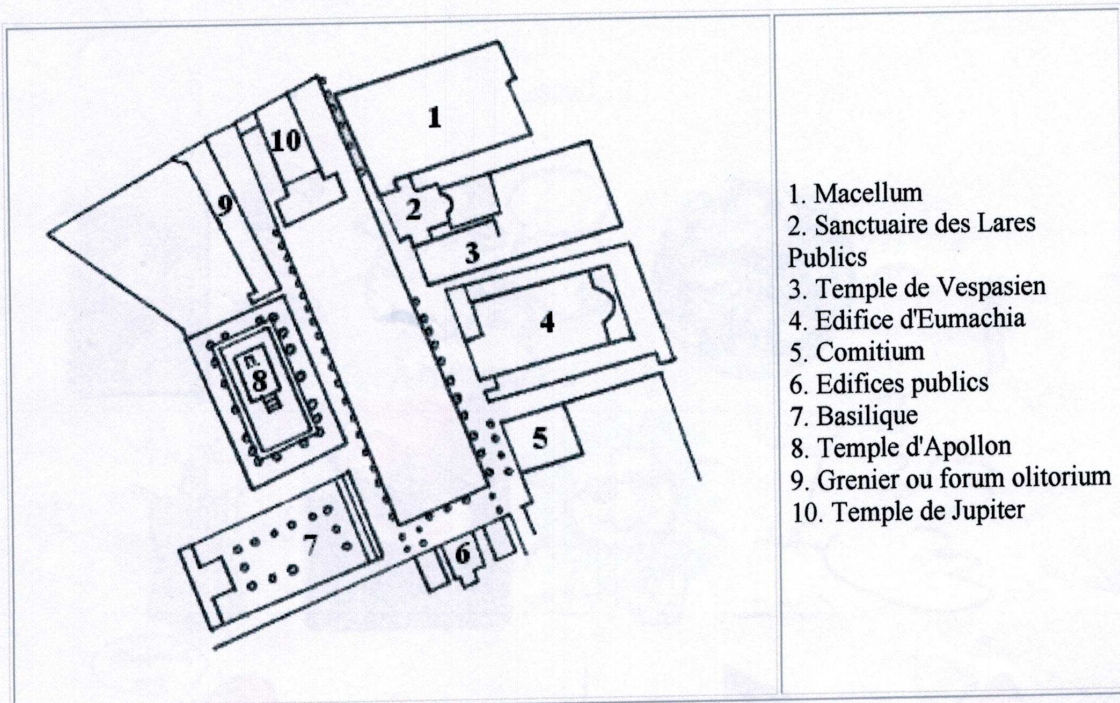 1
10
2
9
3
4
8
5
7
6
1. Macellum
2. Sanctuaire des Lares
Publics
3. Temple de Vespasien
4. Edifice d'Eumachia
5. Comitium
6. Edifices publics
7. Basilique
8. Temple d'Apollon
9. Grenier ou forum olitorium
10. Temple de Jupiter